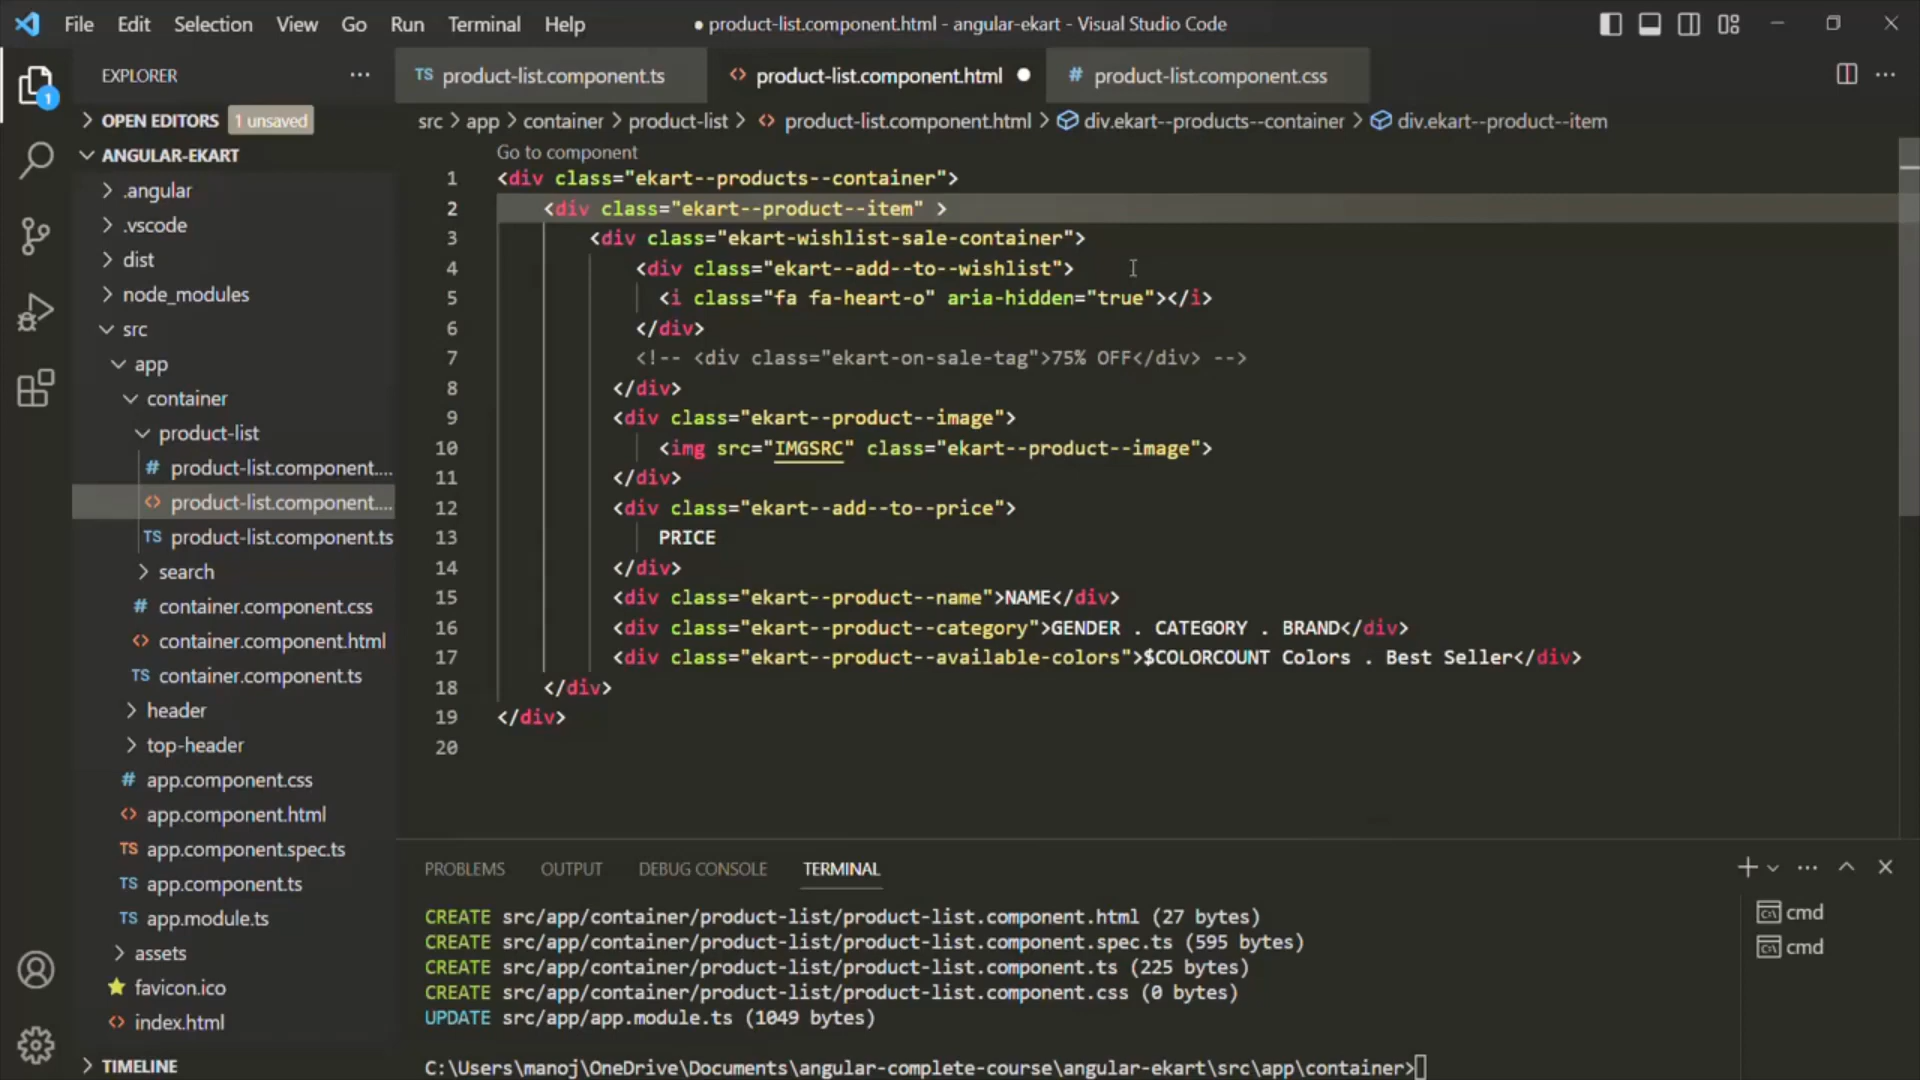 File Edit Selection View Go Run Terminal Help
● product-list.component.html - angular-ekart - Visual Studio Code
EXPLORER
OPEN EDITORS 1 unsaved
ANGULAR-EKART
.angular
.vscode
dist
node_modules
src
app
container
product-list
# product-list.component....
<> product-list.component....
TS product-list.component.ts
search
# container.component.css
<> container.component.html
TS container.component.ts
header
top-header
# app.component.css
<> app.component.html
TS app.component.spec.ts
TS app.component.ts
TS app.module.ts
assets
favicon.ico
<> index.html
TIMELINE
1
TS product-list.component.ts
<> product-list.component.html ●
# product-list.component.css
src > app > container > product-list > <> product-list.component.html > div.ekart--products--container > div.ekart--product--item
Go to component
1 <div class="ekart--products--container">
2 <div class="ekart--product--item" >
3 <div class="ekart-wishlist-sale-container">
4 <div class="ekart--add--to--wishlist">
5 <i class="fa fa-heart-o" aria-hidden="true"></i>
6 </div>
7 <!-- <div class="ekart-on-sale-tag">75% OFF</div> -->
8 </div>
9 <div class="ekart--product--image">
10 <img src="IMGSRC" class="ekart--product--image">
11 </div>
12 <div class="ekart--add--to--price">
13 PRICE
14 </div>
15 <div class="ekart--product--name">NAME</div>
16 <div class="ekart--product--category">GENDER . CATEGORY . BRAND</div>
17 <div class="ekart--product--available-colors">$COLORCOUNT Colors . Best Seller</div>
18 </div>
19 </div>
20
PROBLEMS OUTPUT DEBUG CONSOLE TERMINAL
CREATE src/app/container/product-list/product-list.component.html (27 bytes)
CREATE src/app/container/product-list/product-list.component.spec.ts (595 bytes)
CREATE src/app/container/product-list/product-list.component.ts (225 bytes)
CREATE src/app/container/product-list/product-list.component.css (0 bytes)
UPDATE src/app/app.module.ts (1049 bytes)
C:\Users\manoj\OneDrive\Documents\angular-complete-course\angular-ekart\src\app\container>
cmd
cmd